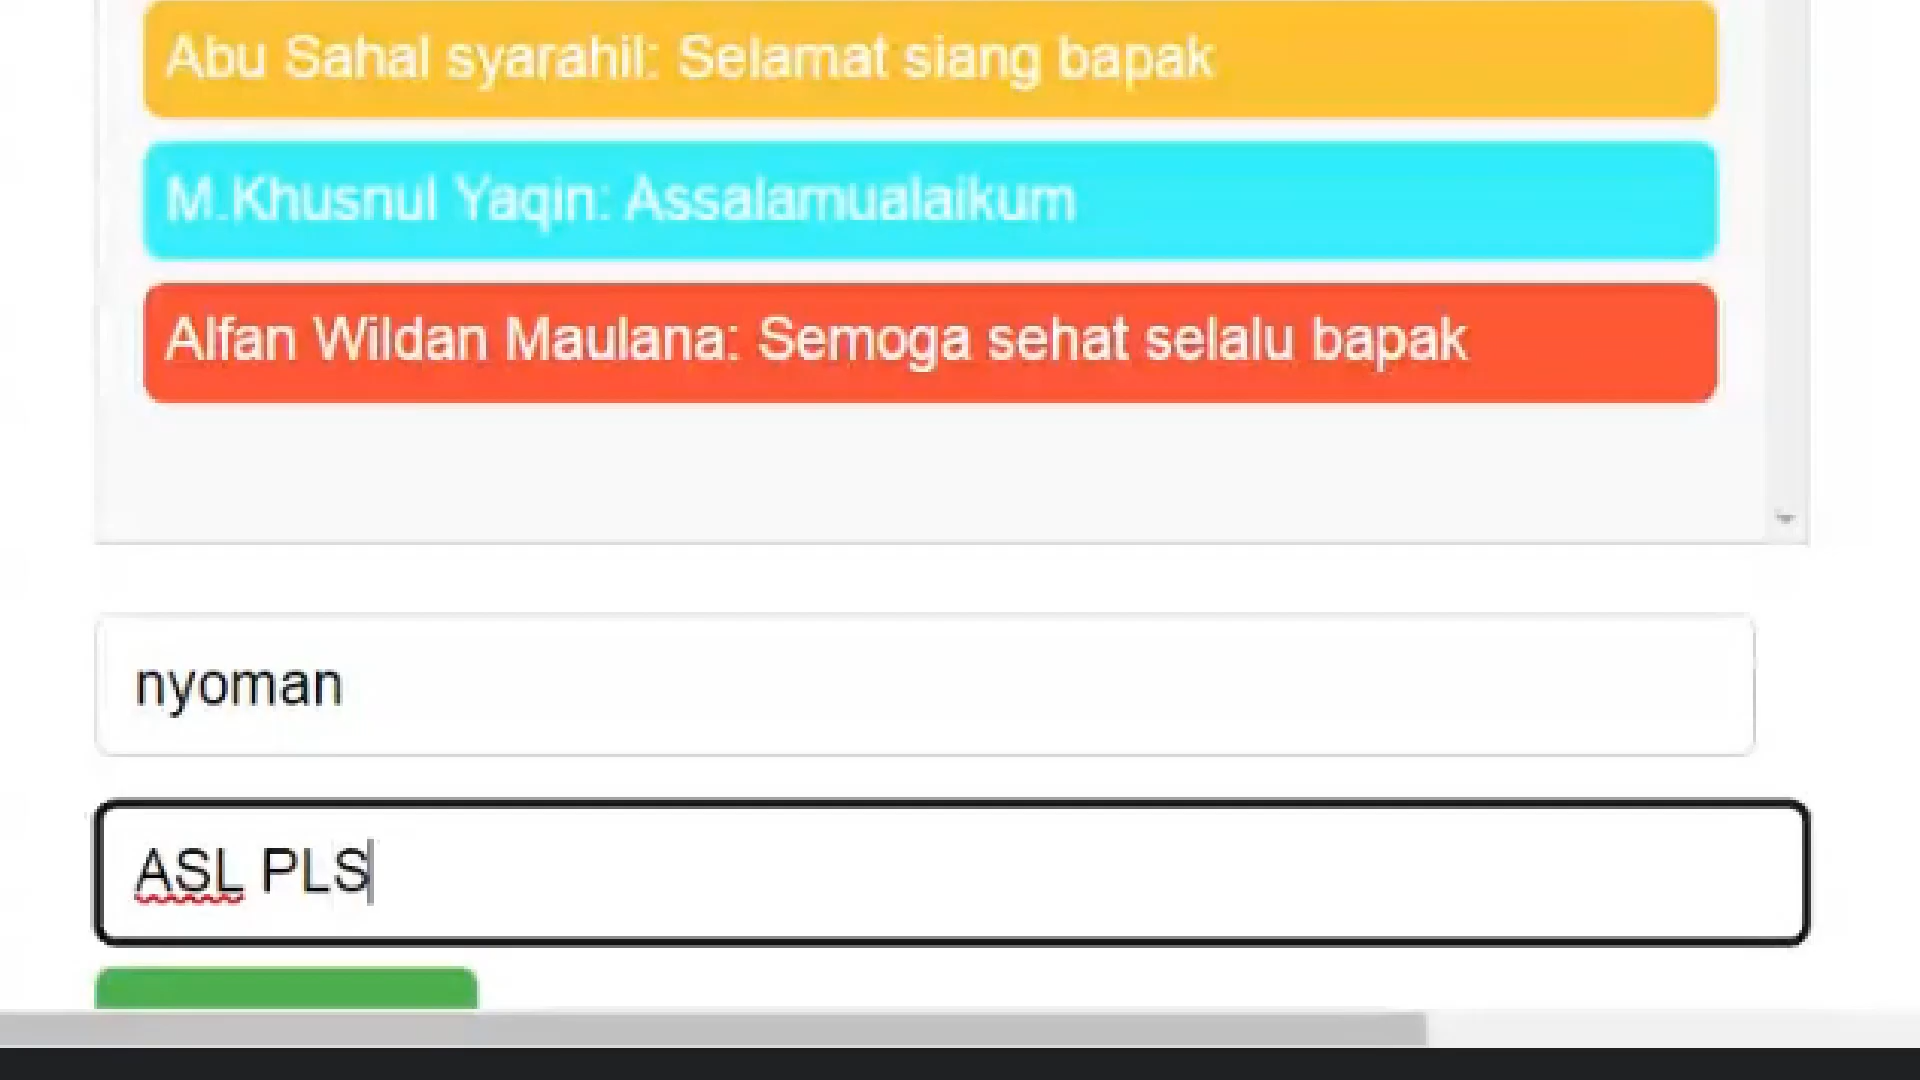 Abu Sahal syarahil: Selamat siang bapak
M.Khusnul Yaqin: Assalamualaikum
Alfan Wildan Maulana: Semoga sehat selalu bapak
nyoman
ASL PLS